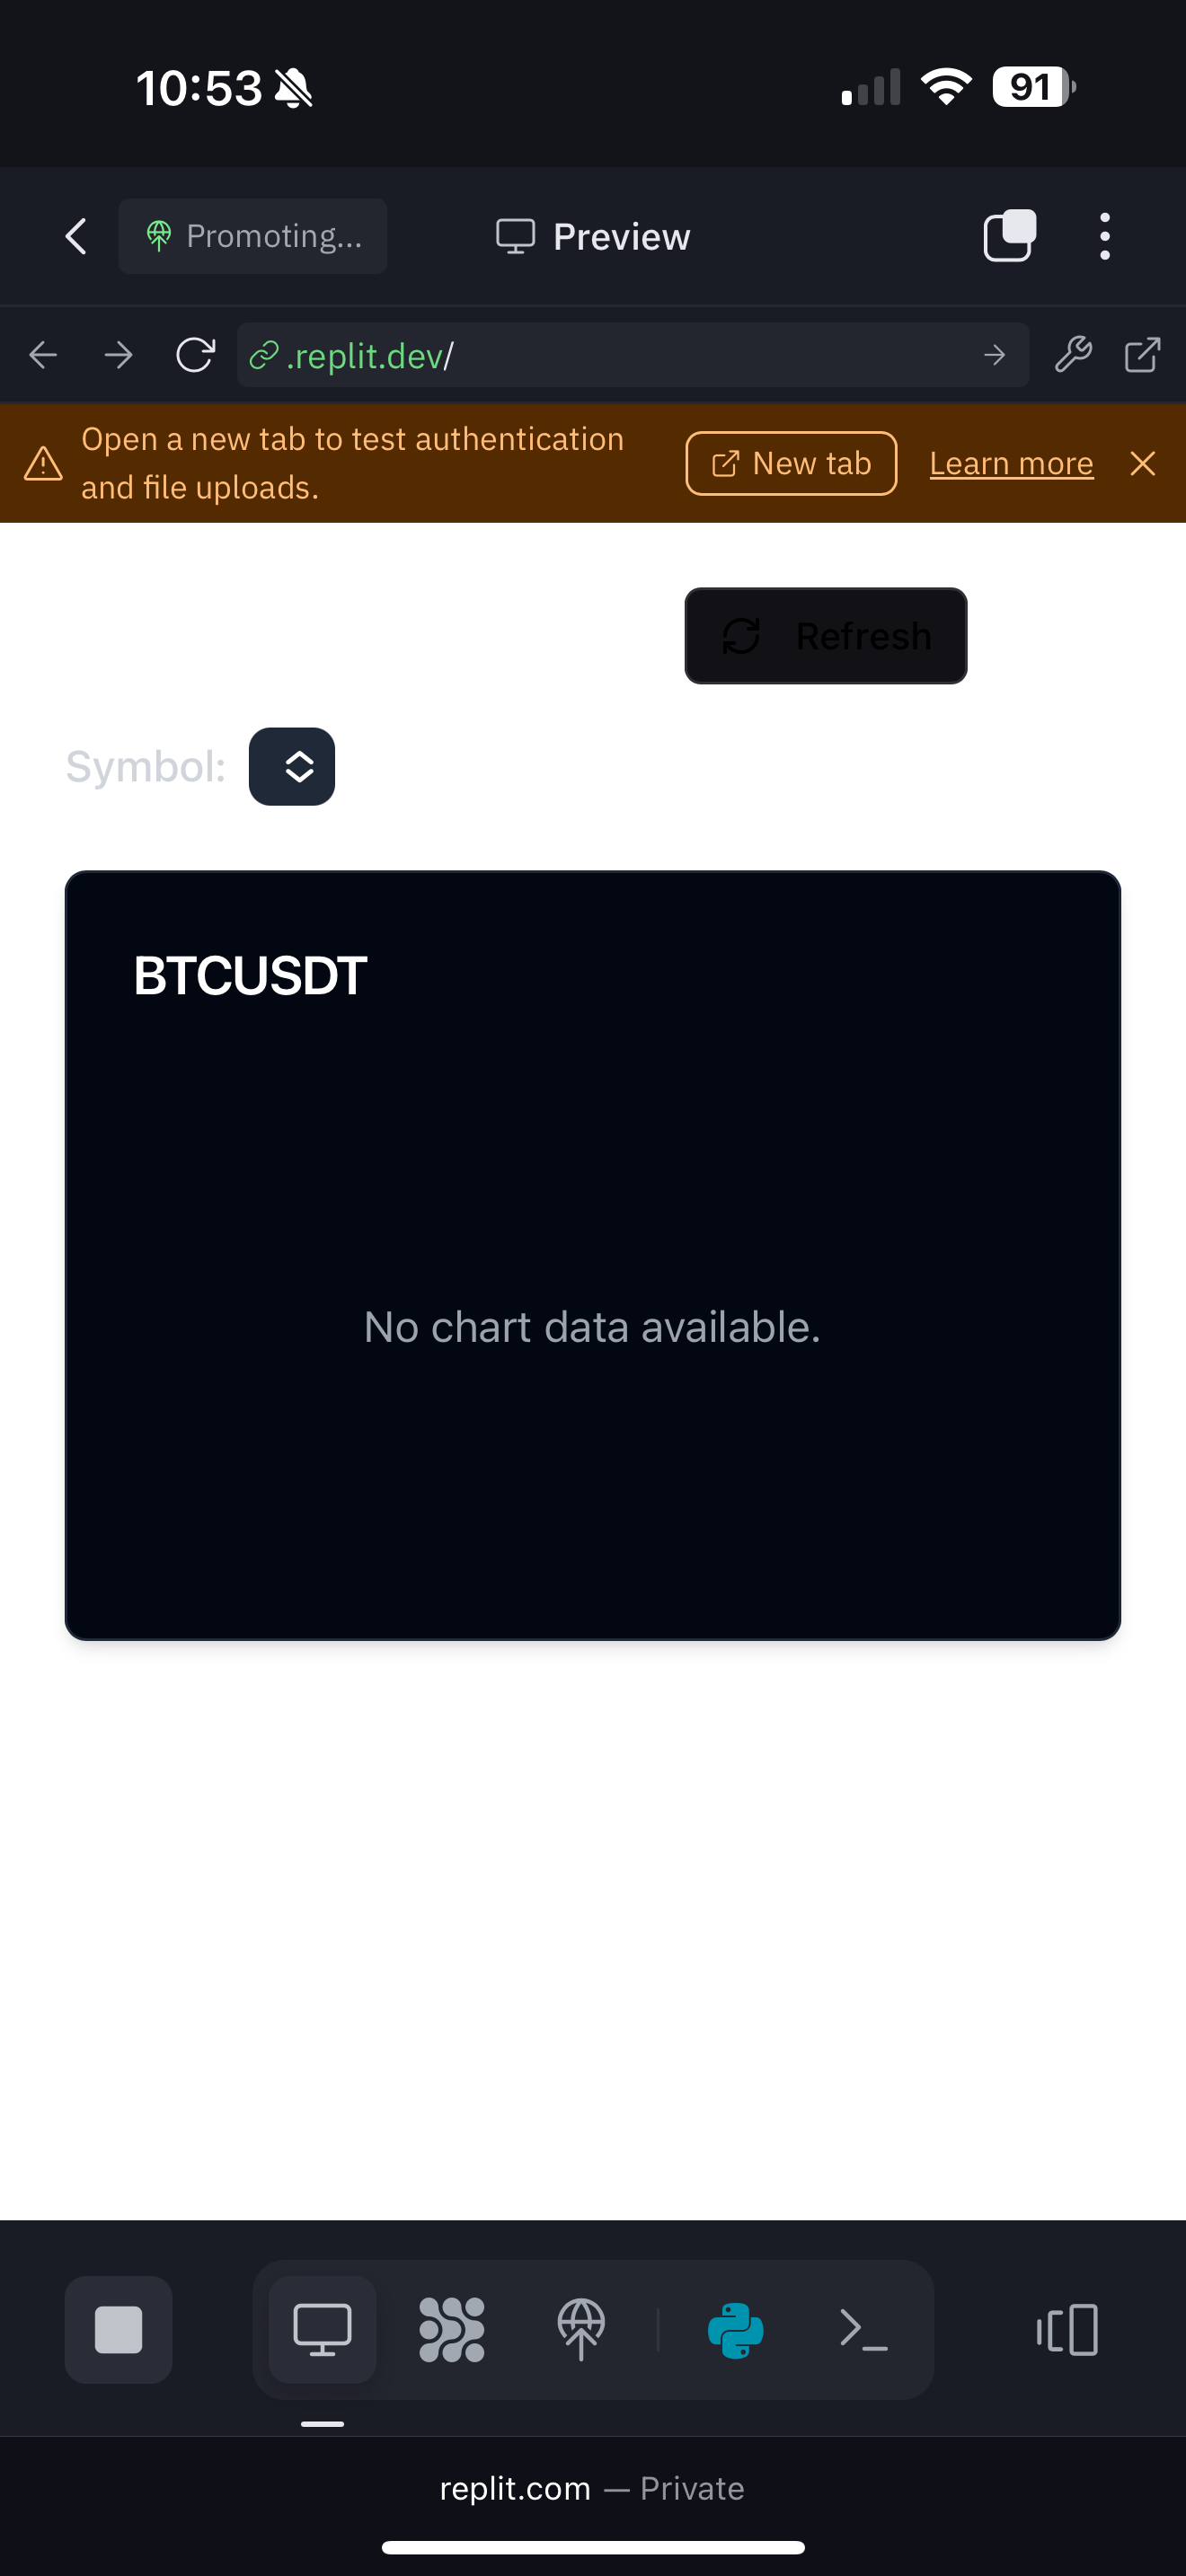 10:53
91
Promoting...
Preview
.replit.dev/
Open a new tab to test authentication
and file uploads.
New tab
Learn more
Refresh
Symbol:
BTCUSDT
No chart data available.
replit.com — Private